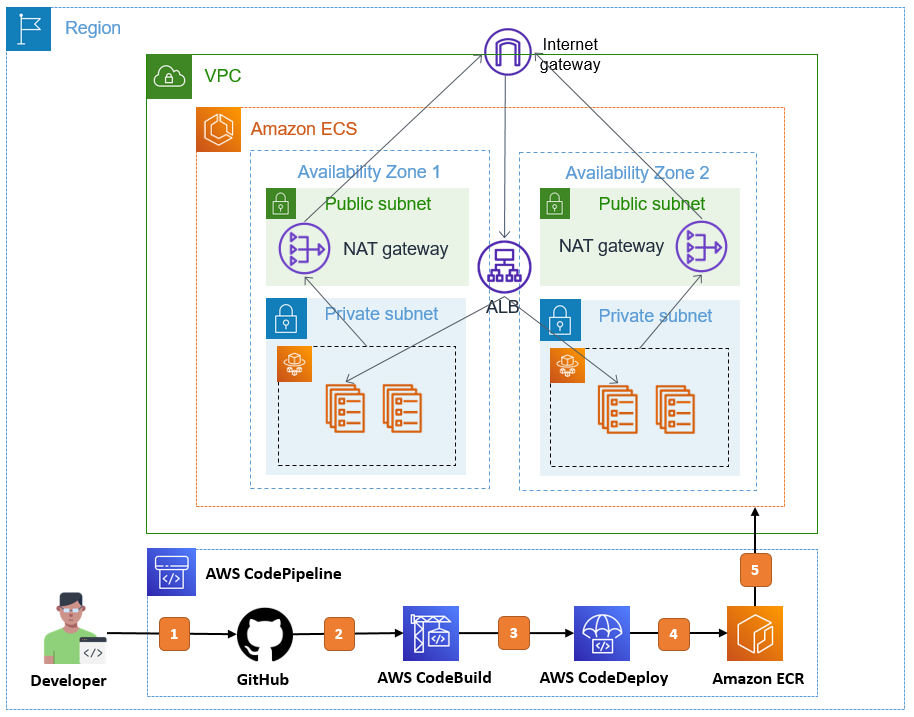 Region
Internet
gateway
VPC
Amazon ECS
Availability Zone 1
Availability Zone 2
Public subnet
Public subnet
NAT gateway
NAT gateway
ALB
Private subnet
Private subnet
AWS CodePipeline
5
1
2
3
4
Developer
GitHub
AWS CodeBuild
AWS CodeDeploy
Amazon ECR